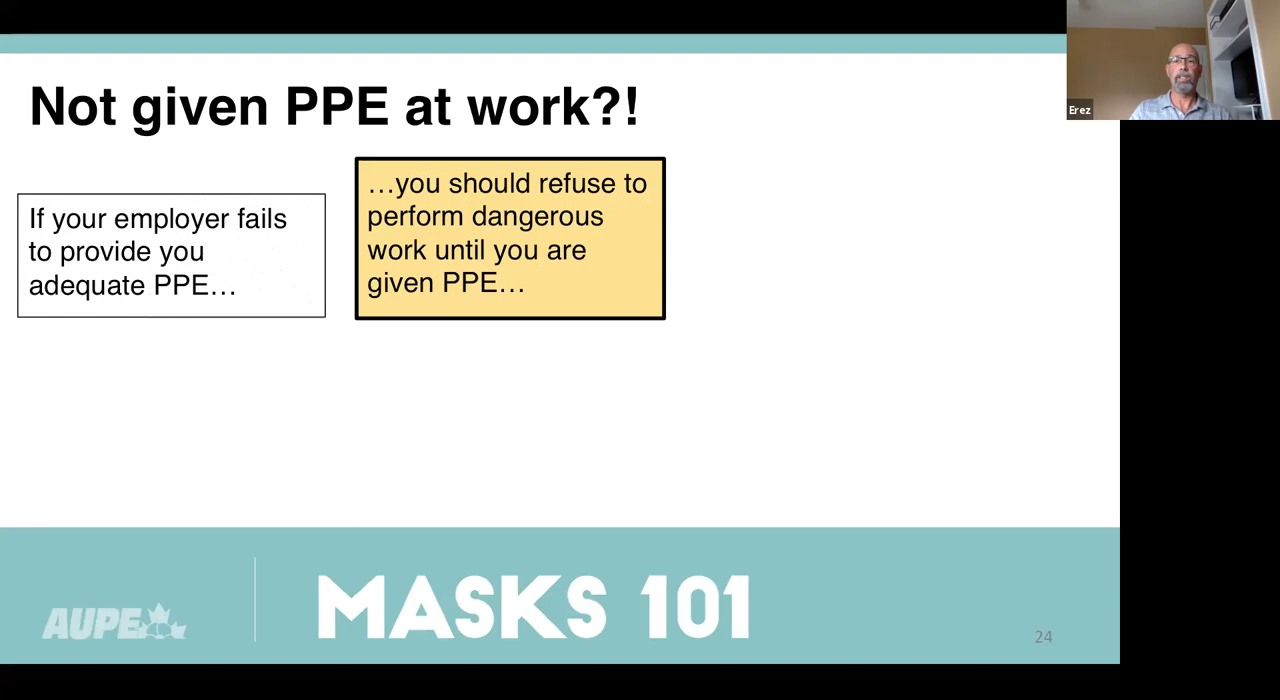 Not given PPE at work?!
If your employer fails
to provide you
adequate PPE…
…you should refuse to
perform dangerous
work until you are
given PPE…
Erez
AUPE
MASKS 101
24